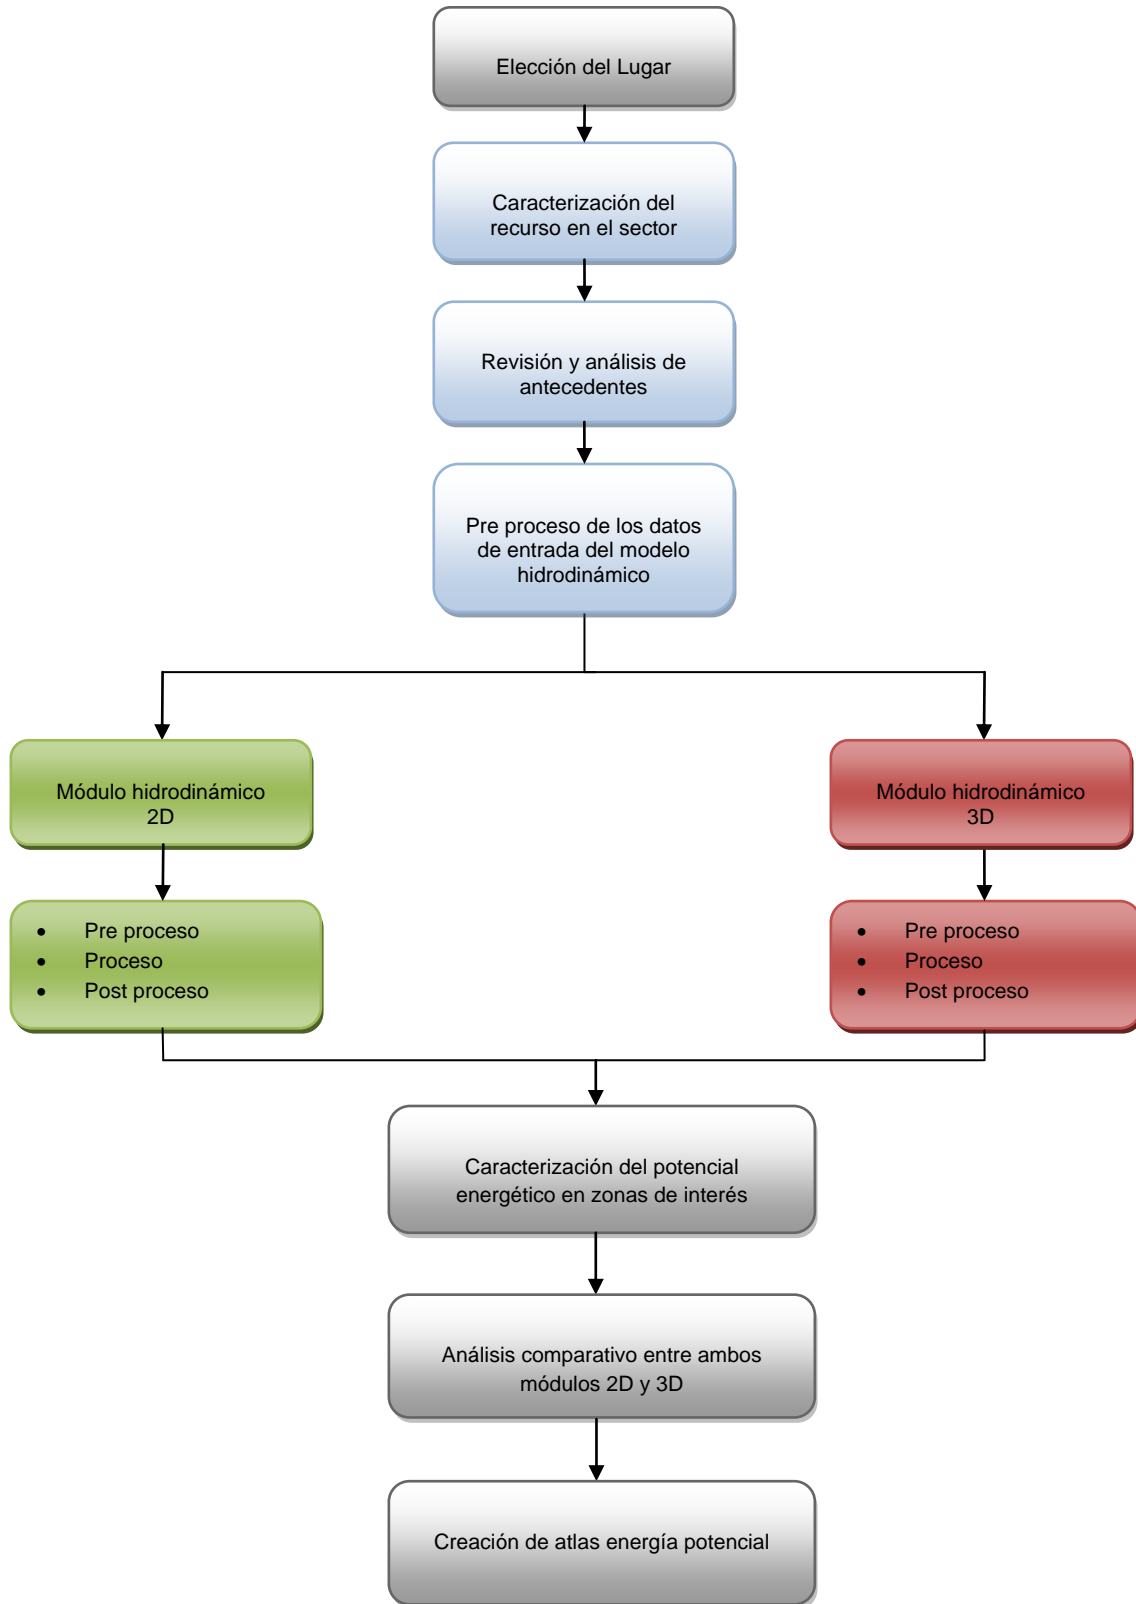 Elección del Lugar
Caracterización del
recurso en el sector
Revisión y análisis de
antecedentes
Pre proceso de los datos
de entrada del modelo
hidrodinámico
Módulo hidrodinámico
2D
Módulo hidrodinámico
3D
• Pre proceso
• Proceso
• Post proceso
• Pre proceso
• Proceso
• Post proceso
Caracterización del potencial
energético en zonas de interés
Análisis comparativo entre ambos
módulos 2D y 3D
Creación de atlas energía potencial